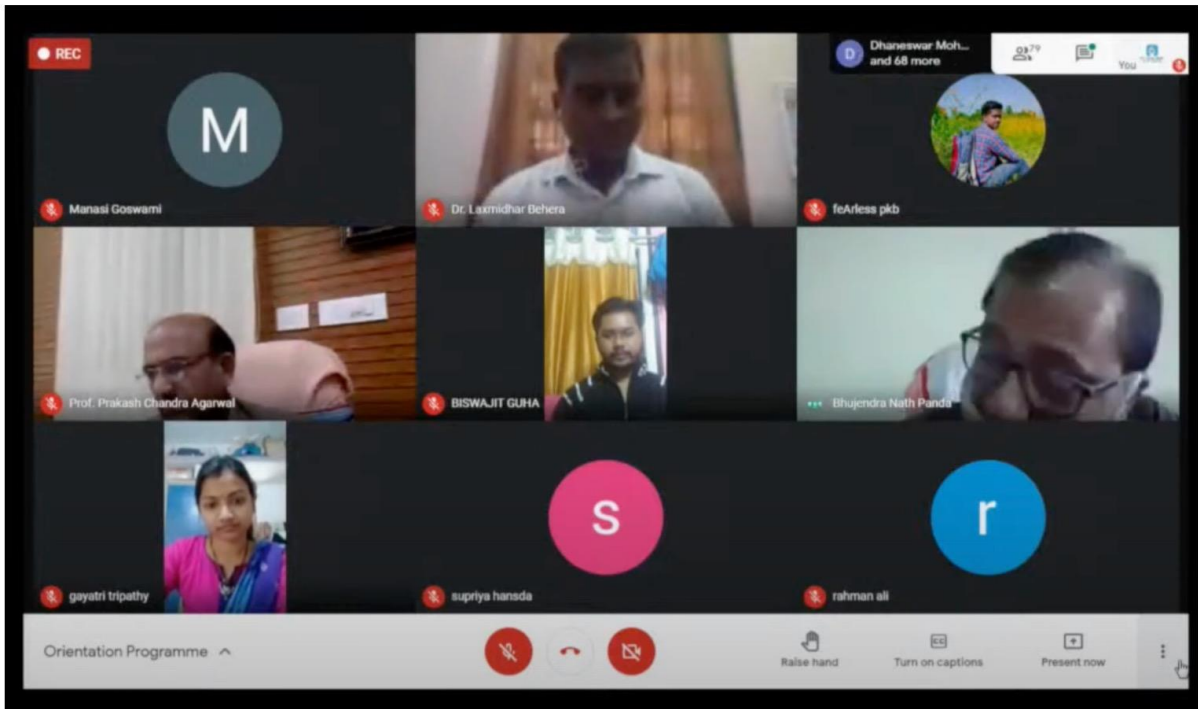 REC
Dhaneswar Moh...
D
and 68 more
79
You
M
Manasi Goswami
Dr. Laxmidhar Behera
feArless pkb
Prof. Prakash Chandra Agarwal
BISWAJIT GUHA
Bhujendra Nath Panda
s
r
gayatri tripathy
supriya hansda
rahman ali
Orientation Programme
Raise hand
CC
Turn on captions
Present now